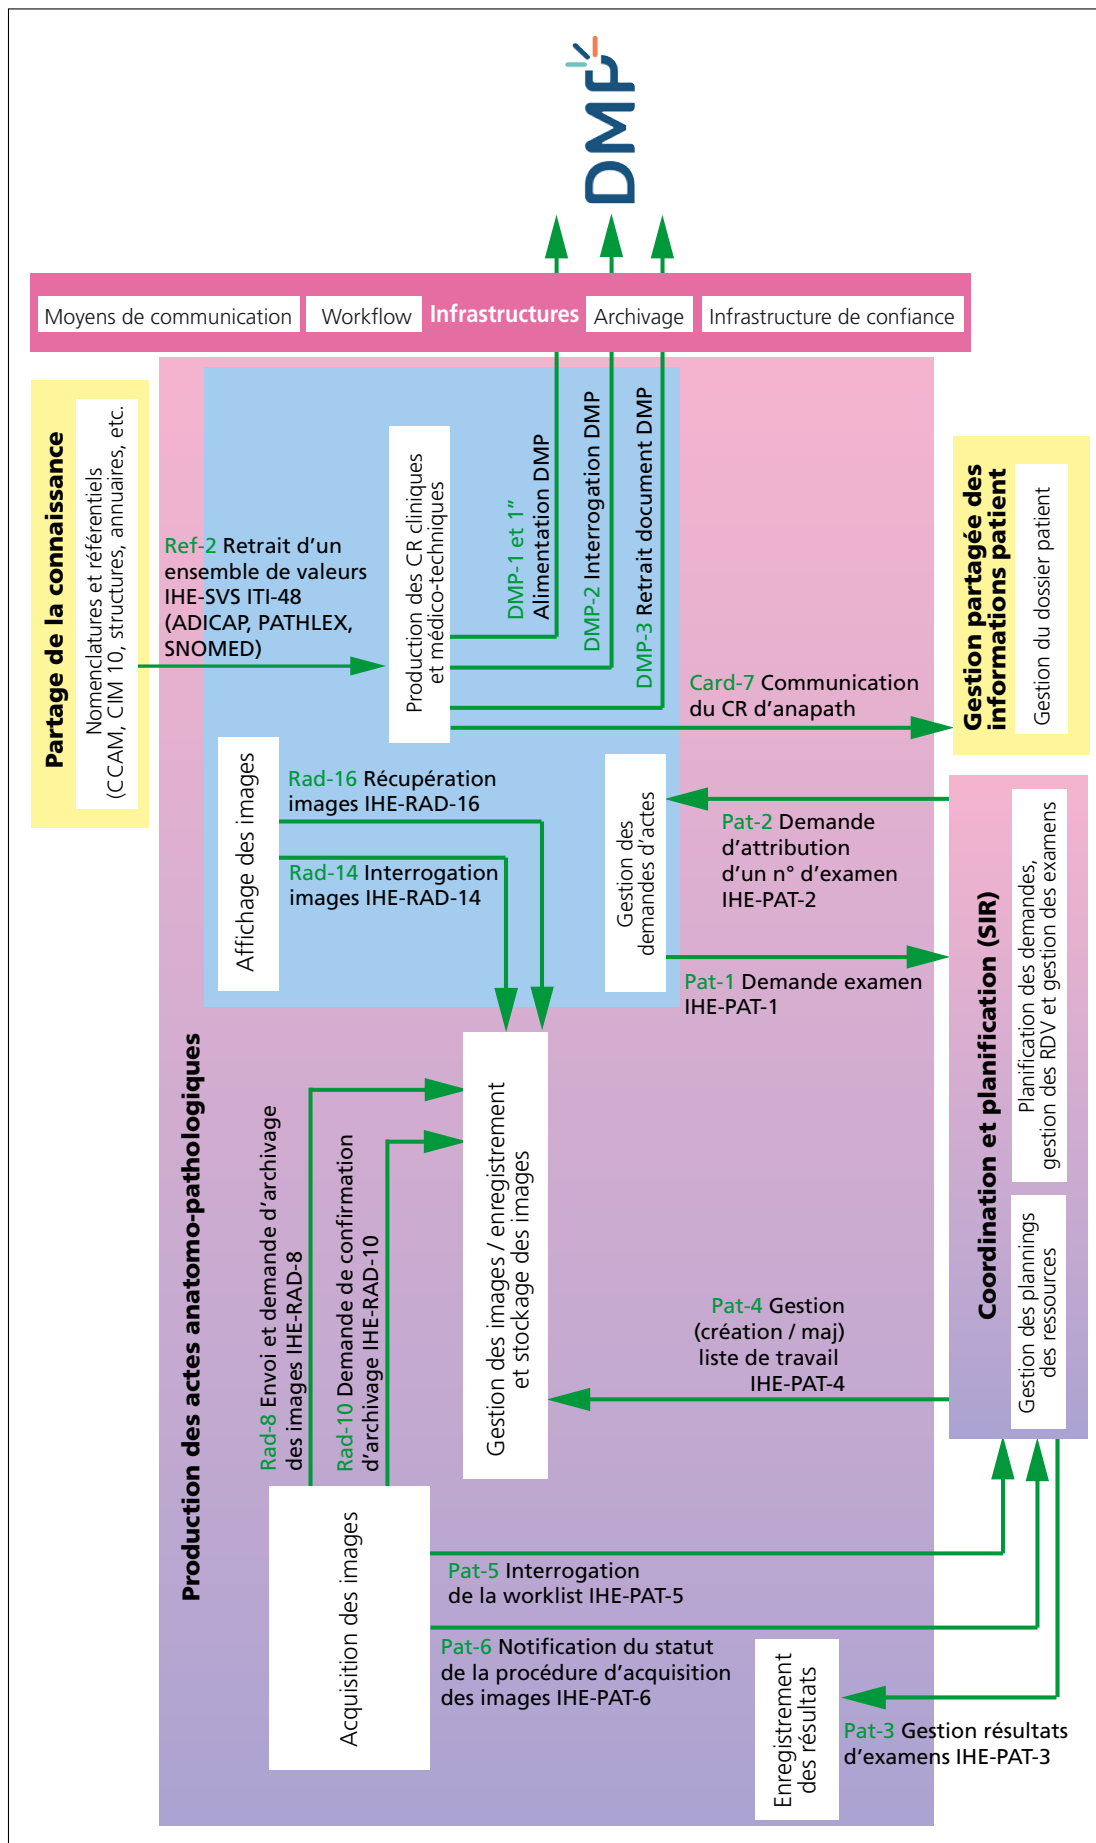 DMP
Moyens de communication
Workflow
Infrastructures
Archivage
Infrastructure de confiance
Partage de la connaissance
Nomenclatures et référentiels
(CCAM, CIM 10, structures, annuaires, etc.
Ref-2 Retrait d’un
ensemble de valeurs
IHE-SVS ITI-48
(ADICAP, PATHLEX,
SNOMED)
Production des CR cliniques
et médico-techniques
DMP-1 et 1”
Alimentation DMP
DMP-2 Interrogation DMP
DMP-3 Retrait document DMP
Card-7 Communication
du CR d’anapath
Gestion partagée des
informations patient
Gestion du dossier patient
Affichage des images
Rad-16 Récupération
images IHE-RAD-16
Rad-14 Interrogation
images IHE-RAD-14
Gestion des
demandes d’actes
Pat-2 Demande
d’attribution
d’un n° d’examen
IHE-PAT-2
Pat-1 Demande examen
IHE-PAT-1
Coordination et planification (SIR)
Planification des demandes,
gestion des RDV et gestion des examens
Gestion des plannings
des ressources
Production des actes anatomo-pathologiques
Rad-8 Envoi et demande d’archivage
des images IHE-RAD-8
Rad-10 Demande de confirmation
d’archivage IHE-RAD-10
Gestion des images / enregistrement
et stockage des images
Pat-4 Gestion
(création / maj)
liste de travail
IHE-PAT-4
Acquisition des images
Pat-5 Interrogation
de la worklist IHE-PAT-5
Pat-6 Notification du statut
de la procédure d’acquisition
des images IHE-PAT-6
Enregistrement
des résultats
Pat-3 Gestion résultats
d’examens IHE-PAT-3